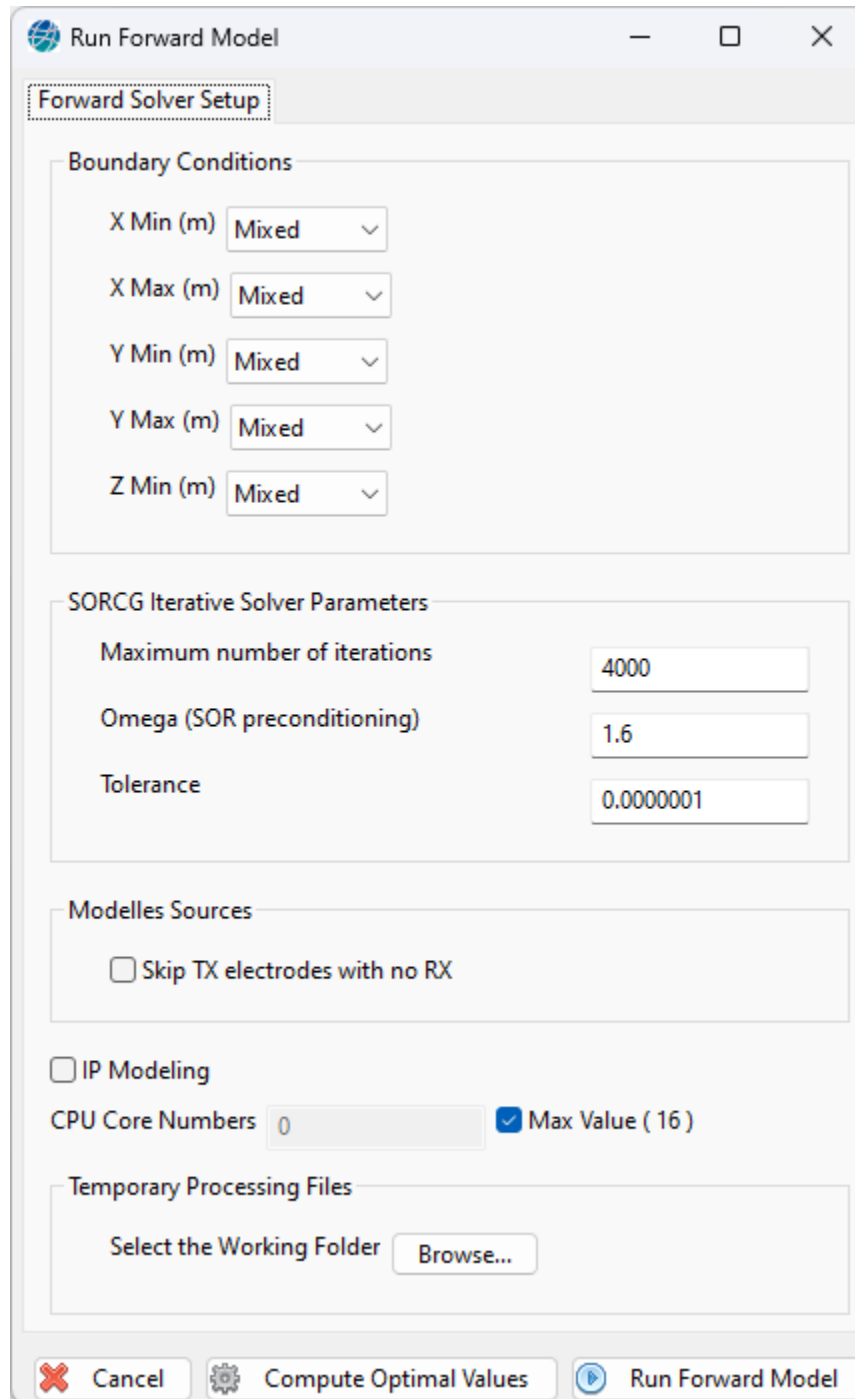 Run Forward Model
Forward Solver Setup
Boundary Conditions
X Min (m) Mixed
X Max (m) Mixed
Y Min (m) Mixed
Y Max (m) Mixed
Z Min (m) Mixed
SORCG Iterative Solver Parameters
Maximum number of iterations 4000
Omega (SOR preconditioning) 1.6
Tolerance 0.0000001
Modelles Sources
Skip TX electrodes with no RX
IP Modeling
CPU Core Numbers 0 Max Value ( 16 )
Temporary Processing Files
Select the Working Folder Browse...
Cancel Compute Optimal Values Run Forward Model